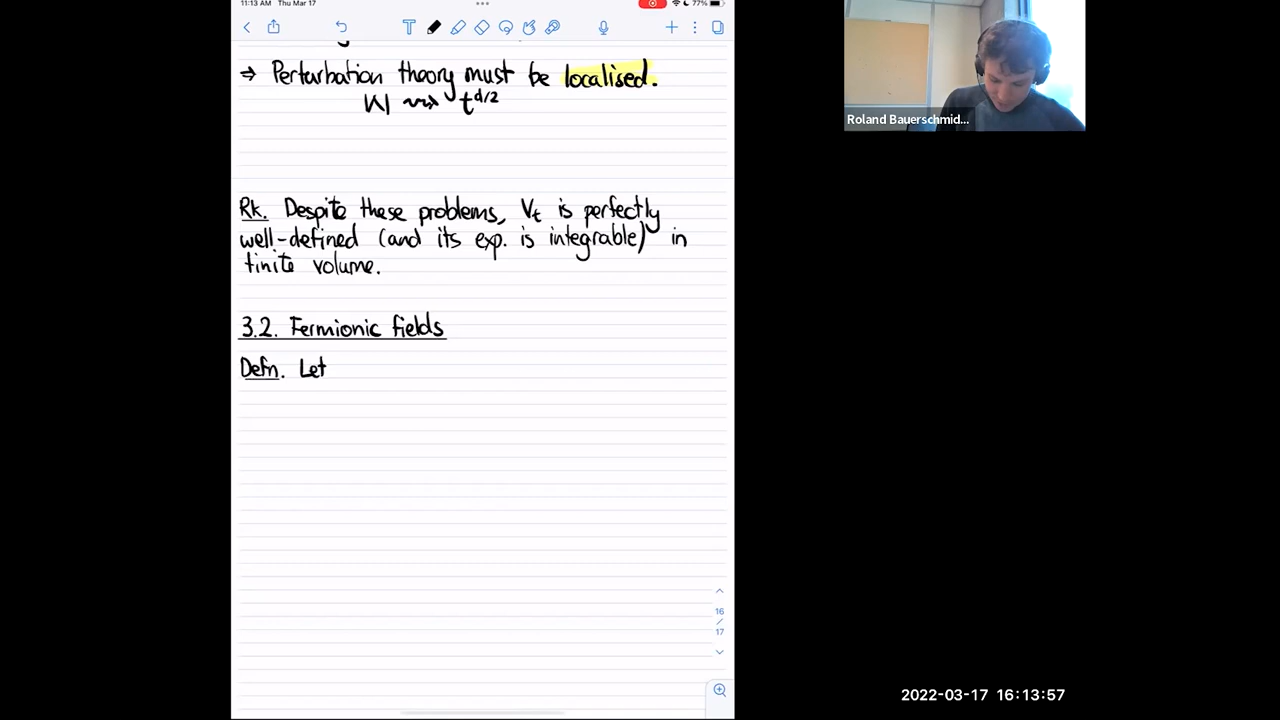 11:13 AM Thu Mar 17
77%
T
⇒ Perturbation theory must be localised.
|Λ| ⇝ t^{d/2}
Rk. Despite these problems, V_t is perfectly
well-defined (and its exp. is integrable) in
finite volume.
3.2. Fermionic fields
Defn. Let
16
/
17
Roland Bauerschmid...
2022-03-17 16:13:57